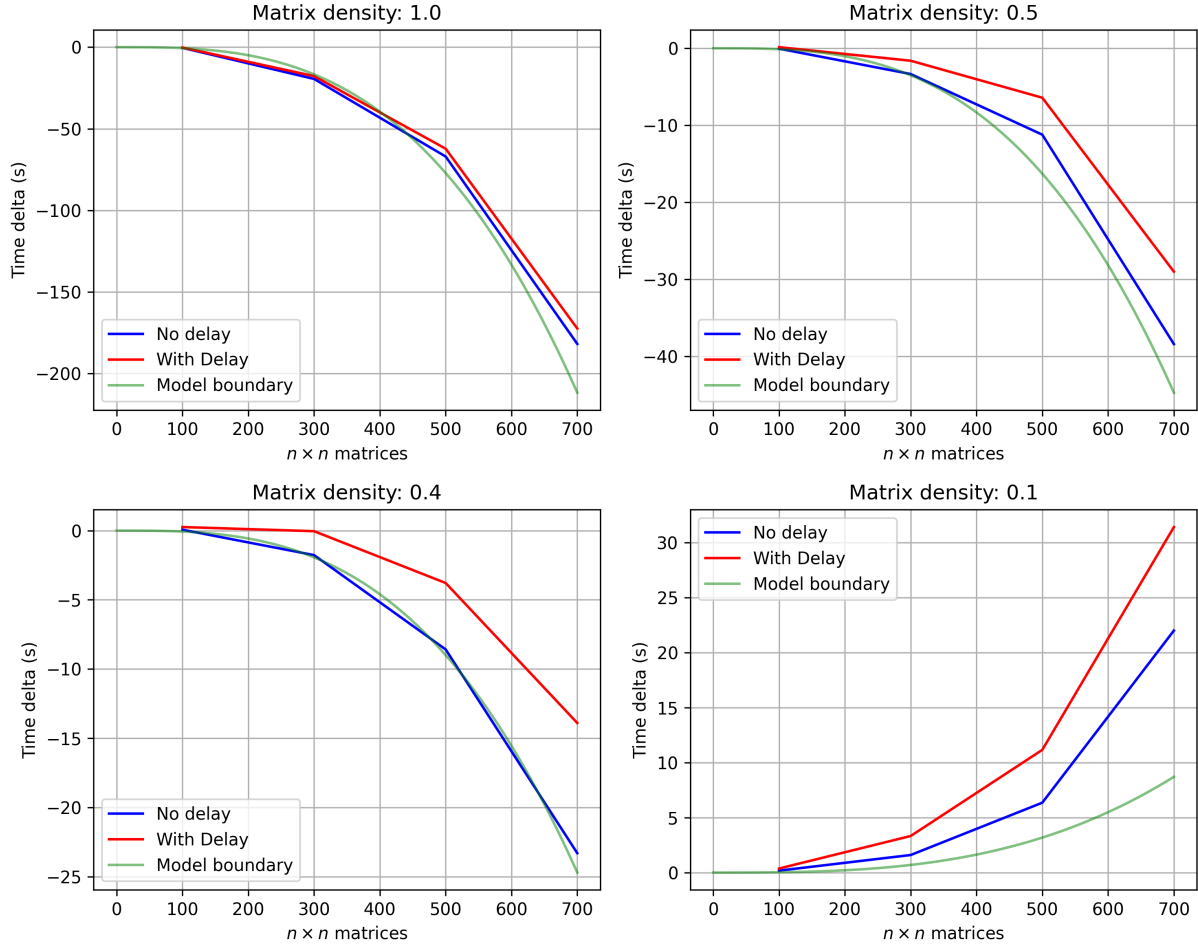 Matrix density: 1.0
Time delta (s)
0
−50
−100
−150
−200
No delay
With Delay
Model boundary
0 100 200 300 400 500 600 700
n × n matrices
Matrix density: 0.5
Time delta (s)
0
−10
−20
−30
−40
No delay
With Delay
Model boundary
0 100 200 300 400 500 600 700
n × n matrices
Matrix density: 0.4
Time delta (s)
0
−5
−10
−15
−20
−25
No delay
With Delay
Model boundary
0 100 200 300 400 500 600 700
n × n matrices
Matrix density: 0.1
Time delta (s)
30
25
20
15
10
5
0
No delay
With Delay
Model boundary
0 100 200 300 400 500 600 700
n × n matrices